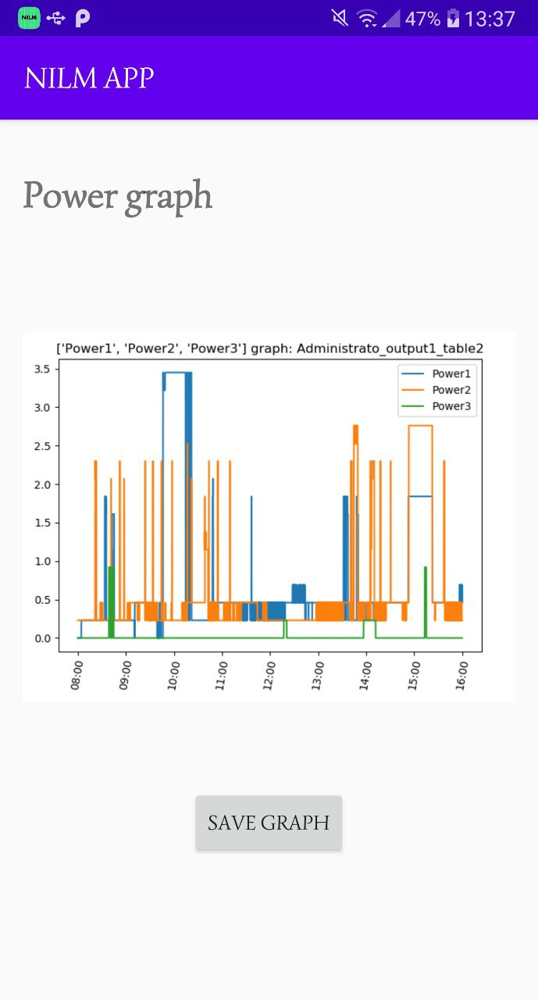 NILM
47%
13:37
NILM APP
Power graph
['Power1', 'Power2', 'Power3'] graph: Administrato_output1_table2
Power1
Power2
Power3
3.5
3.0
2.5
2.0
1.5
1.0
0.5
0.0
08:00
09:00
10:00
11:00
12:00
13:00
14:00
15:00
16:00
SAVE GRAPH